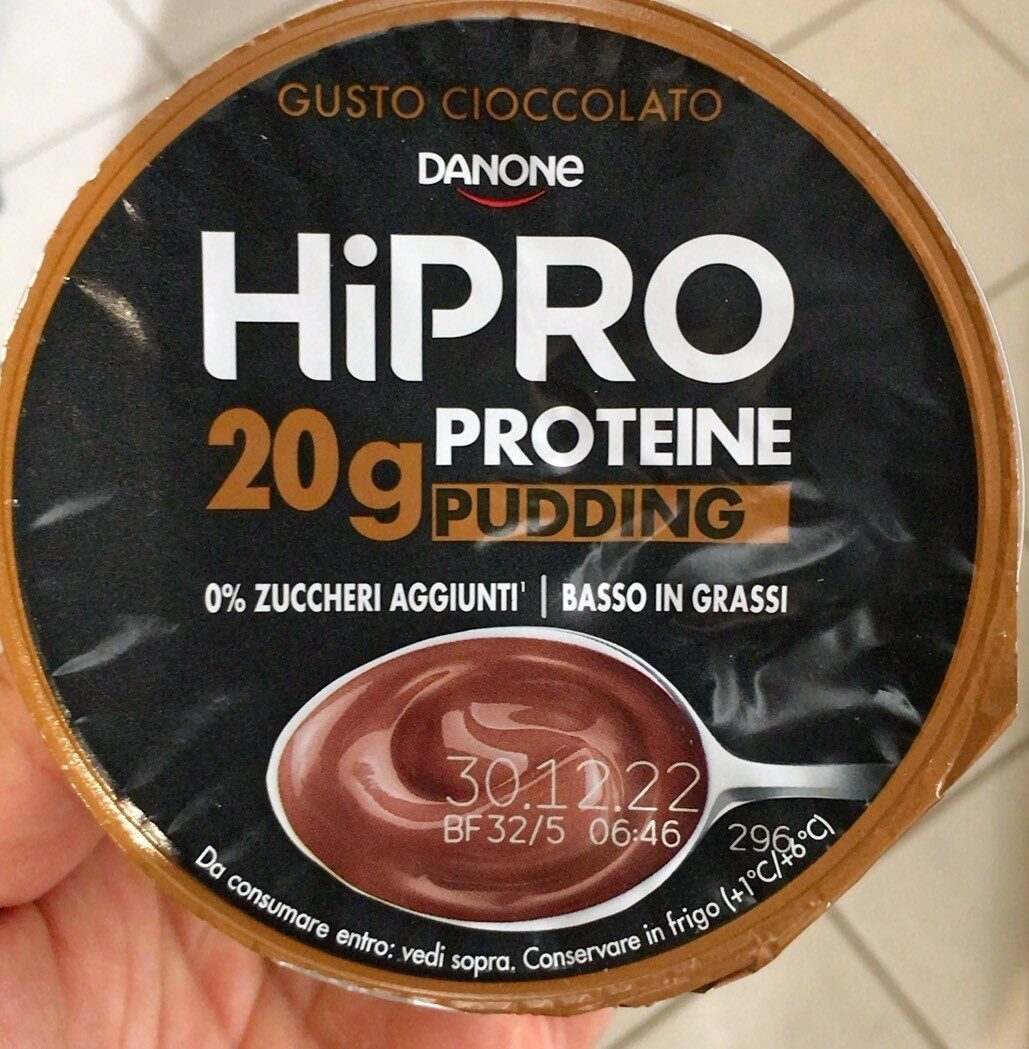 GUSTO CIOCCOLATO
DANONE
HiPRO
20g PROTEINE
PUDDING
0% ZUCCHERI AGGIUNTI¹ | BASSO IN GRASSI
30.12.22
BF32/5 06:46 296
Da consumare entro: vedi sopra. Conservare in frigo (+1°C/+6°C)